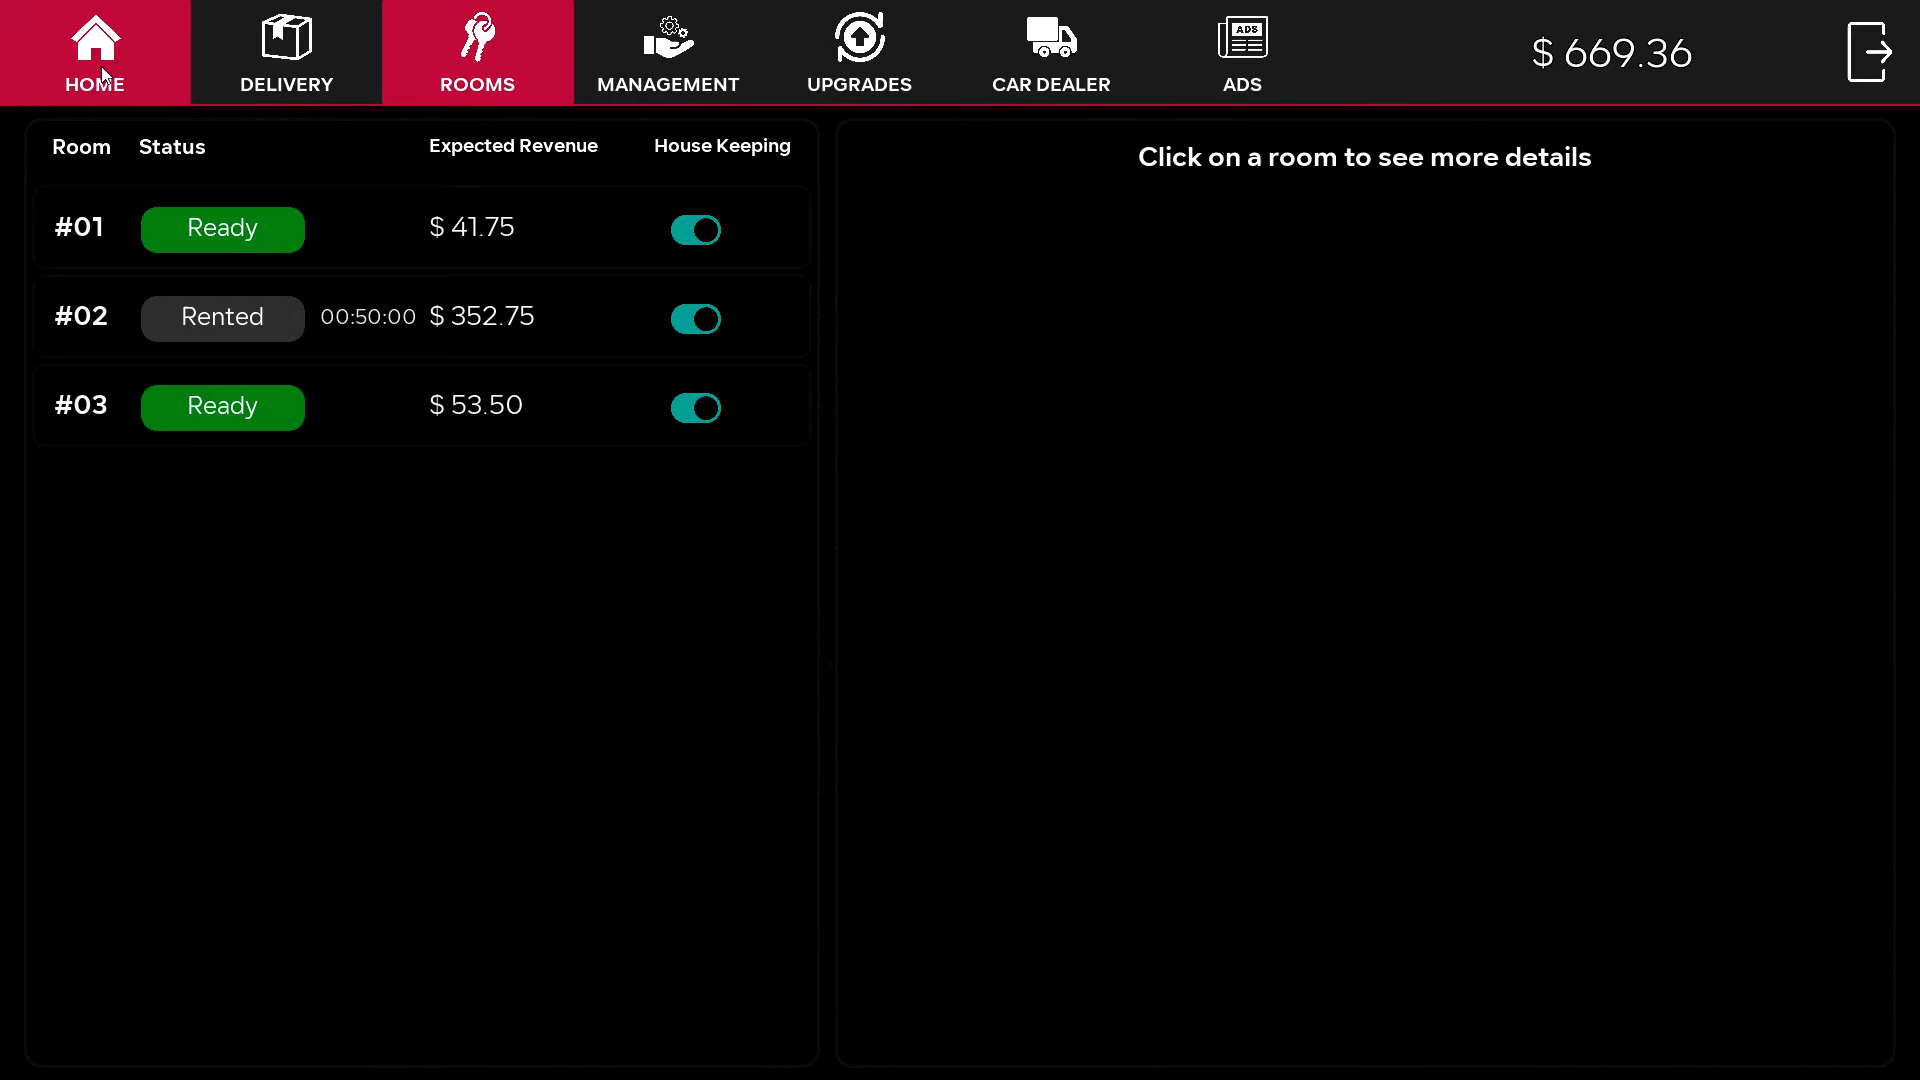 HOME DELIVERY ROOMS MANAGEMENT UPGRADES CAR DEALER ADS ADS $ 669.36
Room Status Expected Revenue House Keeping
#01 Ready $ 41.75
#02 Rented 00:50:00 $ 352.75
#03 Ready $ 53.50
Click on a room to see more details